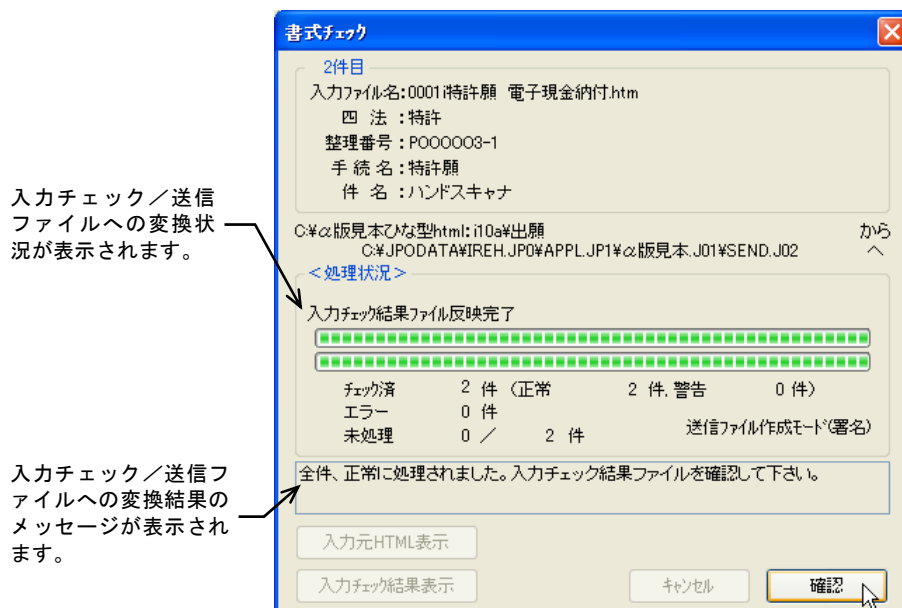 書式ﾁｪｯｸ
2件目
入力ﾌｧｲﾙ名:0001i特許願 電子現金納付.htm
四 法 :特許
整理番号:PO00003-1
手 続 名:特許願
件 名 :ハンドスキャナ
入力チェック／送信
ファイルへの変換状
況が表示されます。
C:¥α版見本ひな型html:i10a¥出願 から
C:¥JPODATA¥IREH.JP0¥APPL.JP1¥α版見本.J01¥SEND.J02 へ
＜処理状況＞
入力ﾁｪｯｸ結果ﾌｧｲﾙ反映完了
ﾁｪｯｸ済 2 件 (正常 2 件, 警告 0 件)
エラー 0 件
未処理 0 ／ 2 件 送信ﾌｧｲﾙ作成ﾓｰﾄﾞ(署名)
入力チェック／送信フ
ァイルへの変換結果の
メッセージが表示され
ます。
全件、正常に処理されました。入力チェック結果ファイルを確認して下さい。
入力元HTML表示
入力ﾁｪｯｸ結果表示 ｷｬﾝｾﾙ 確認